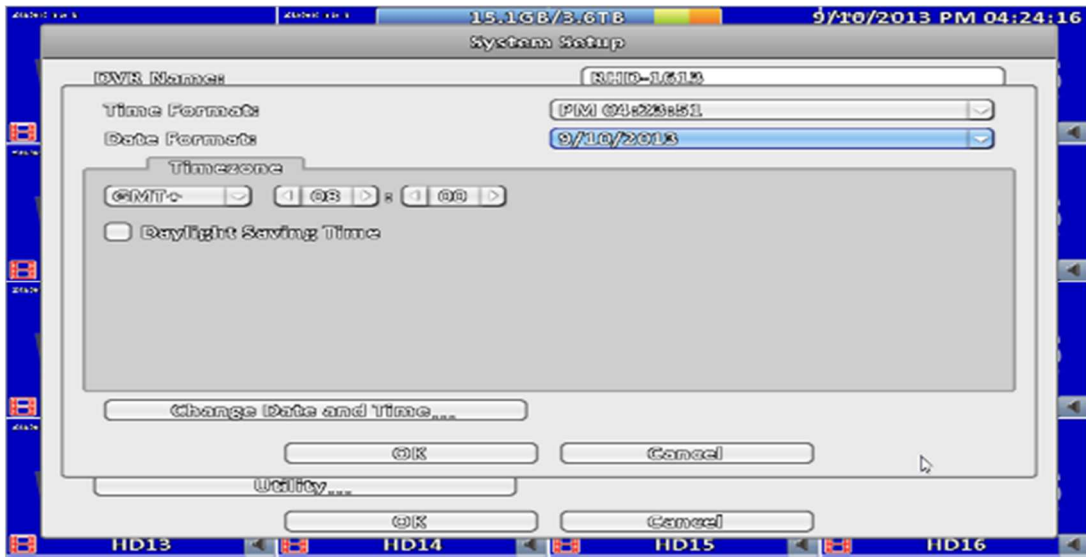 15.1GB/3.6TB 9/10/2013 PM 04:24:16
System Setup
DVR Name: RHD-1613
Time Format: PM 04:23:51
Date Format: 9/10/2013
Timezone
GMT+ 08 : 00
Daylight Saving Time
Change Date and Time...
OK Cancel
Utility...
OK Cancel
HD13 HD14 HD15 HD16